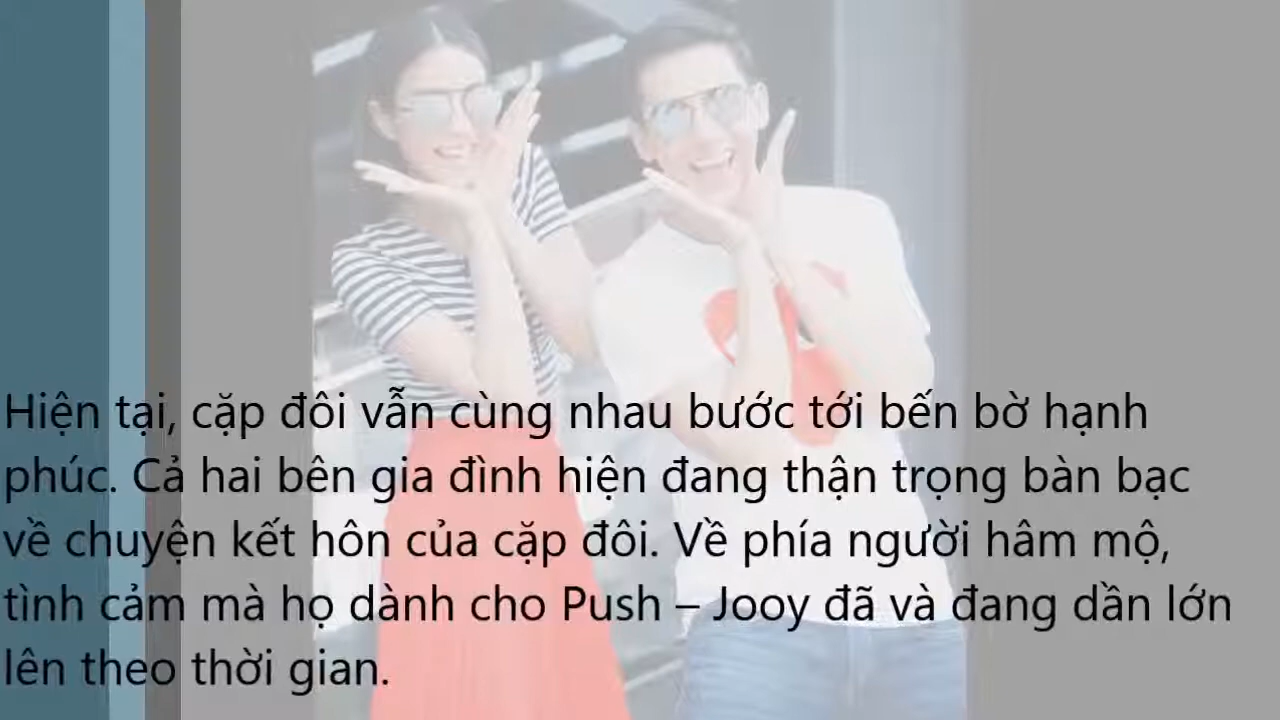 Hiện tại, cặp đôi vẫn cùng nhau bước tới bến bờ hạnh
phúc. Cả hai bên gia đình hiện đang thận trọng bàn bạc
về chuyện kết hôn của cặp đôi. Về phía người hâm mộ,
tình cảm mà họ dành cho Push – Jooy đã và đang dần lớn
lên theo thời gian.